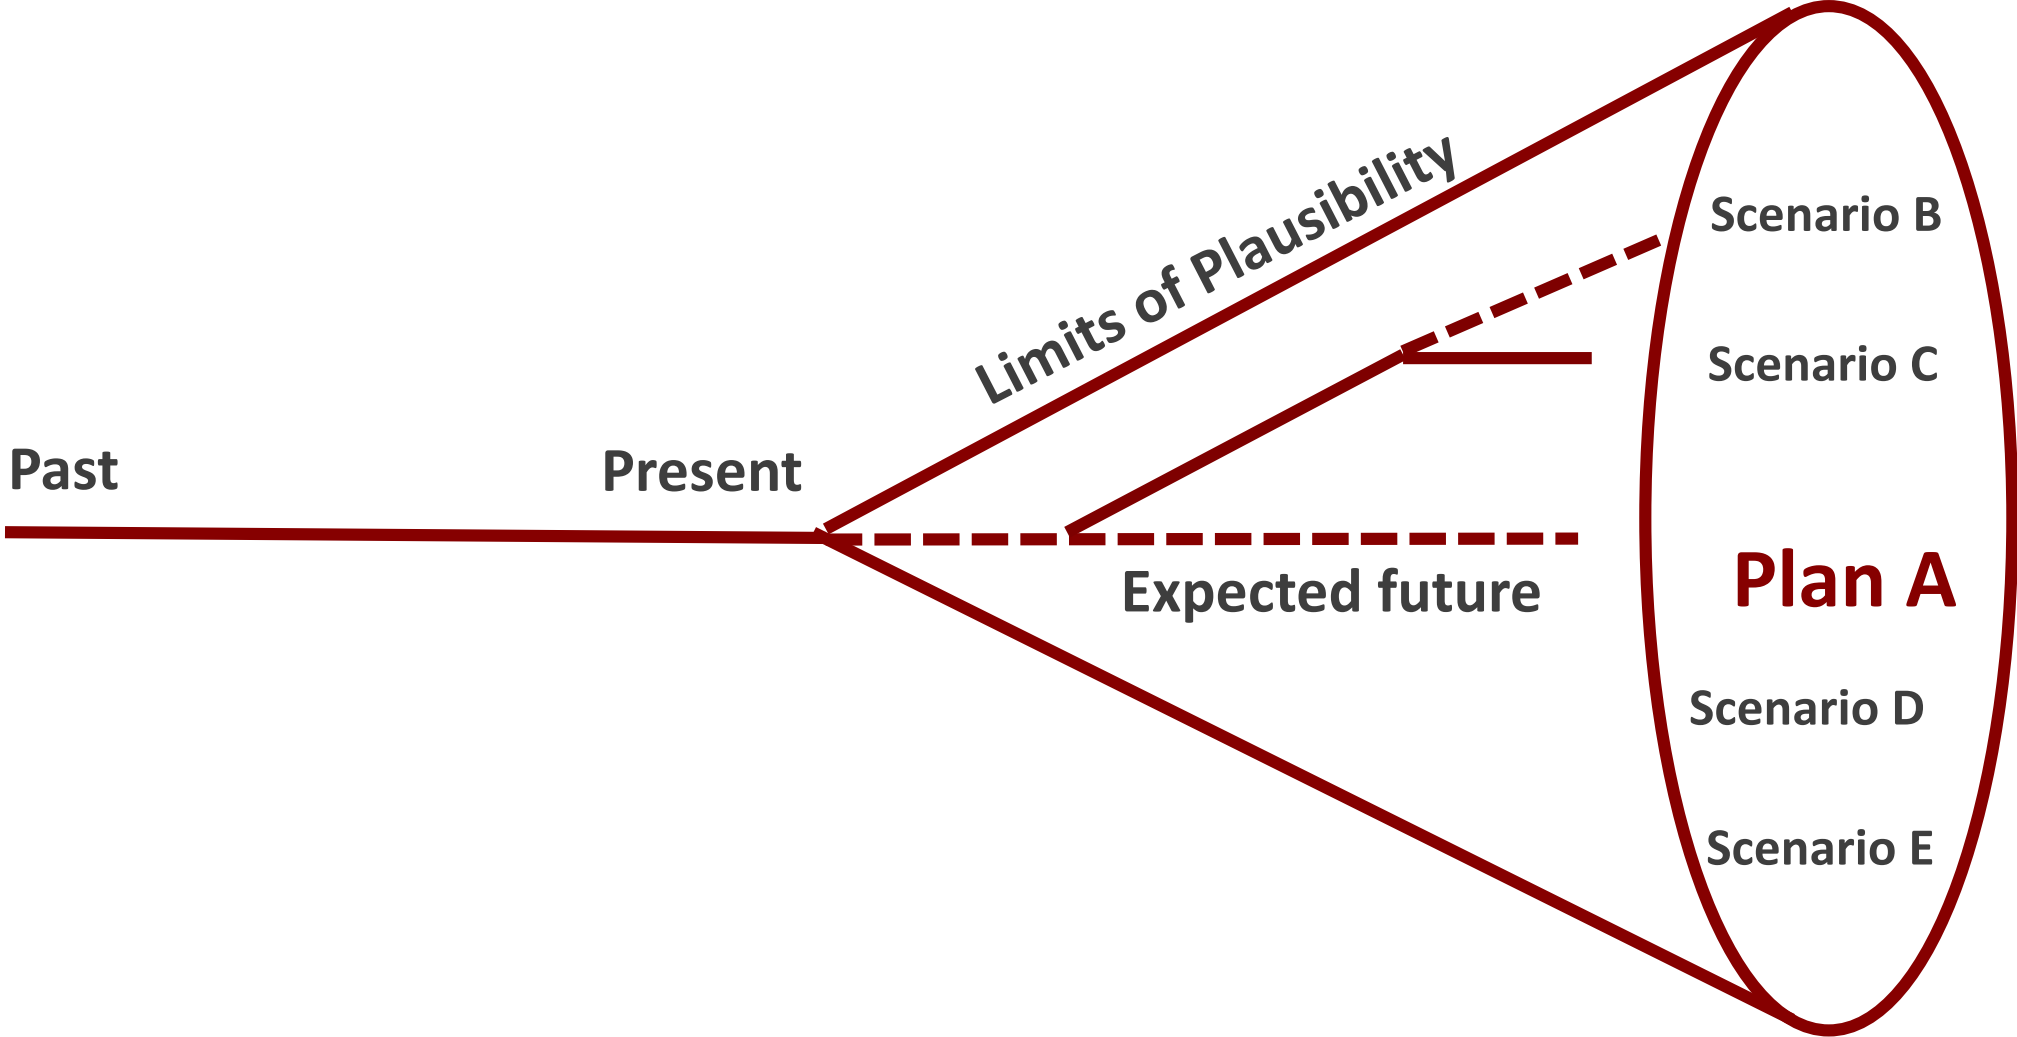 Limits of Plausibility
Scenario B
Scenario C
Past
Present
Plan A
Expected future
Scenario D
Scenario E